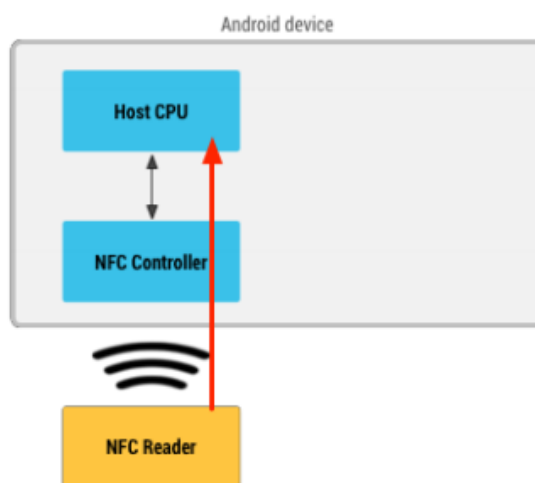 Android device
Host CPU
NFC Controller
NFC Reader